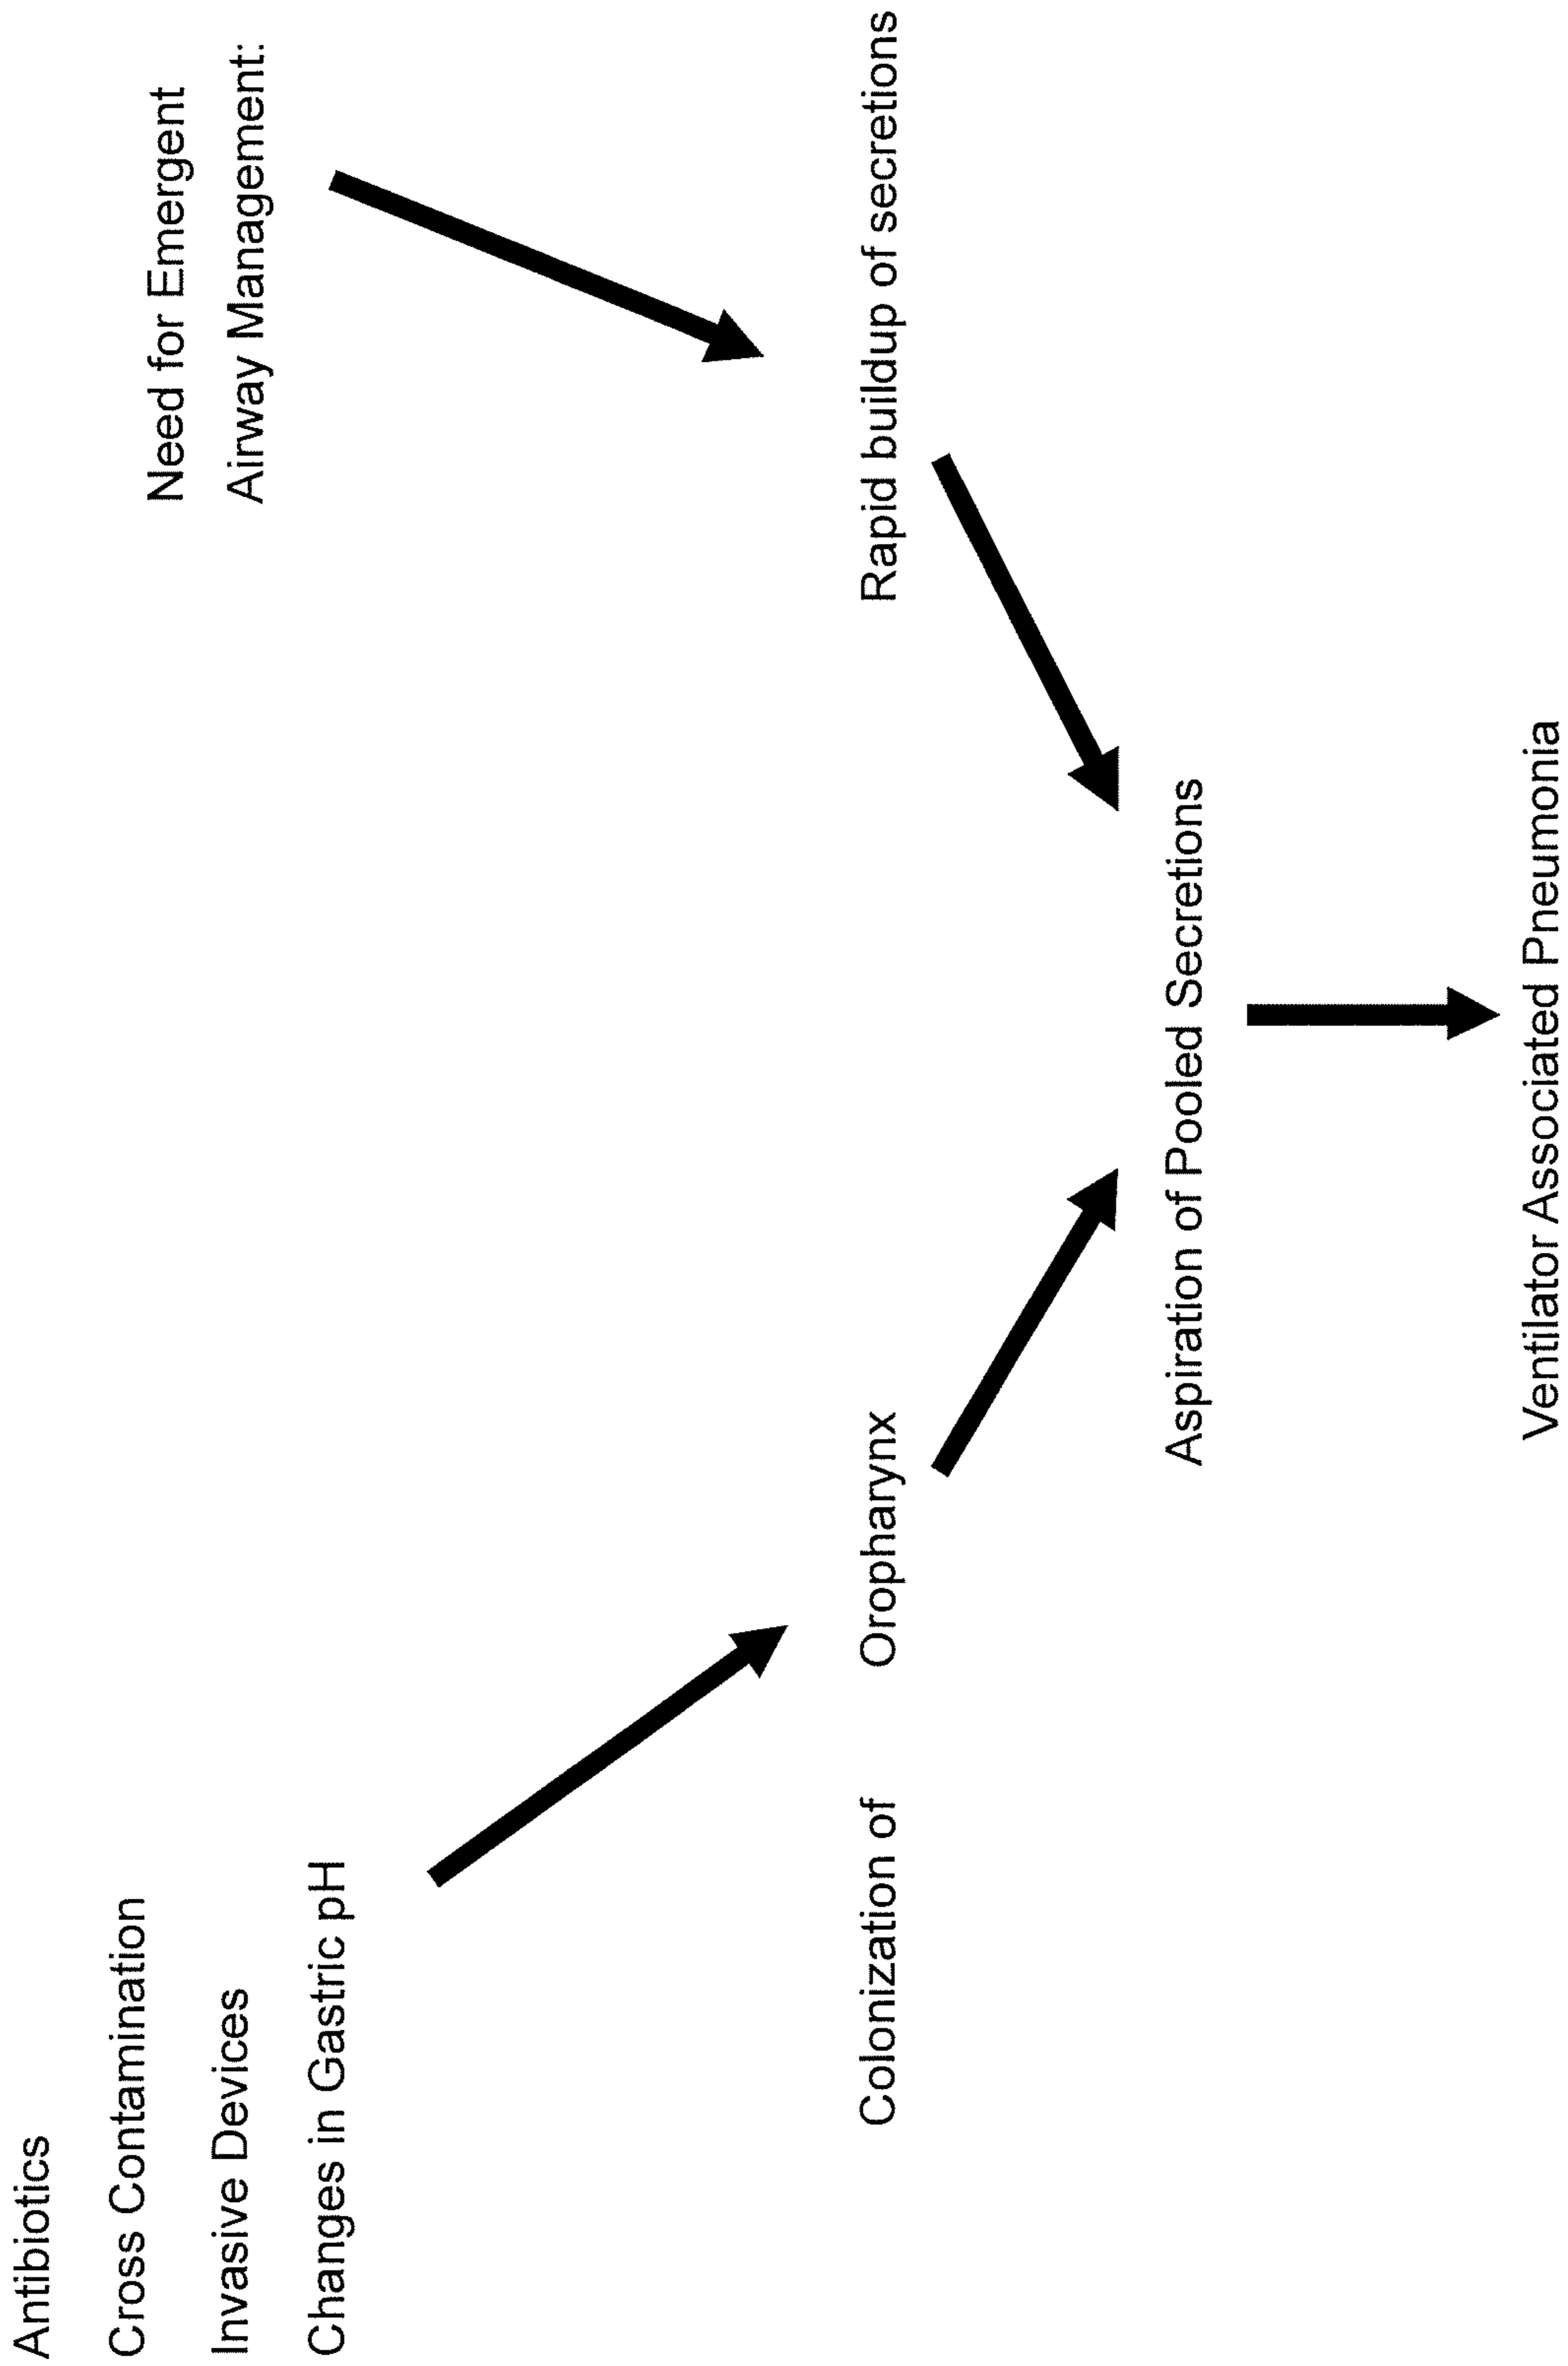 Antibiotics
Cross Contamination
Invasive Devices
Changes in Gastric pH
Need for Emergent
Airway Management:
Colonization of Oropharynx
Rapid buildup of secretions
Aspiration of Pooled Secretions
Ventilator Associated Pneumonia